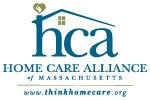 hca
HOME CARE ALLIANCE
of MASSACHUSETTS
www.thinkhomecare.org